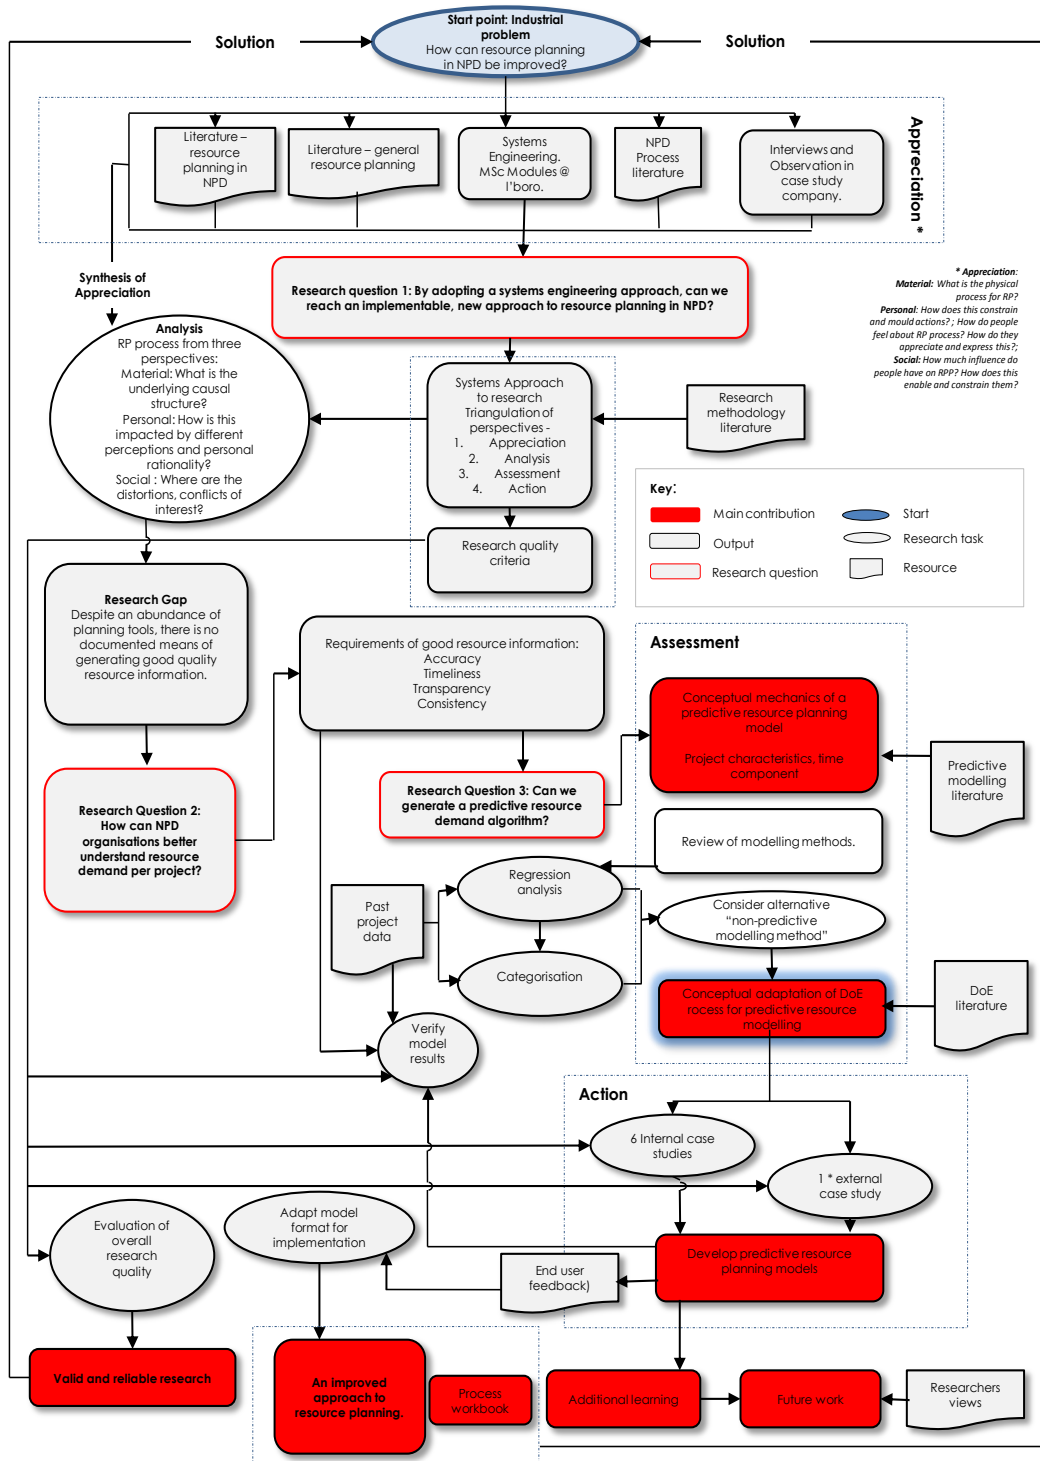 Start point: Industrial
problem
How can resource planning
in NPD be improved?
Solution
Solution
Literature –
resource
planning in
NPD
Literature – general
resource planning
Systems
Engineering.
MSc Modules @
l'boro.
NPD
Process
literature
Interviews and
Observation in
case study
company.
Appreciation *
Synthesis of
Appreciation
Research question 1: By adopting a systems engineering approach, can we
reach an implementable, new approach to resource planning in NPD?
* Appreciation:
Material: What is the physical
process for RP?
Personal: How does this constrain
and mould actions? ; How do people
feel about RP process? How do they
appreciate and express this?;
Social: How much influence do
people have on RPP? How does this
enable and constrain them?
Analysis
RP process from three
perspectives:
Material: What is the
underlying causal
structure?
Personal: How is this
impacted by different
perceptions and personal
rationality?
Social : Where are the
distortions, conflicts of
interest?
Systems Approach
to research
Triangulation of
perspectives -
1. Appreciation
2. Analysis
3. Assessment
4. Action
Research
methodology
literature
Key:
Main contribution
Start
Output
Research task
Research question
Resource
Research quality
criteria
Research Gap
Despite an abundance of
planning tools, there is no
documented means of
generating good quality
resource information.
Requirements of good resource information:
Accuracy
Timeliness
Transparency
Consistency
Assessment
Conceptual mechanics of a
predictive resource planning
model
Project characteristics, time
component
Predictive
modelling
literature
Research Question 2:
How can NPD
organisations better
understand resource
demand per project?
Research Question 3: Can we
generate a predictive resource
demand algorithm?
Review of modelling methods.
Regression
analysis
Past
project
data
Consider alternative
"non-predictive
modelling method"
Categorisation
Conceptual adaptation of DoE
rocess for predictive resource
modelling
DoE
literature
Verify
model
results
Action
6 Internal case
studies
1 * external
case study
Evaluation of
overall
research
quality
Adapt model
format for
implementation
End user
feedback)
Develop predictive resource
planning models
Valid and reliable research
An improved
approach to
resource planning.
Process
workbook
Additional learning
Future work
Researchers
views